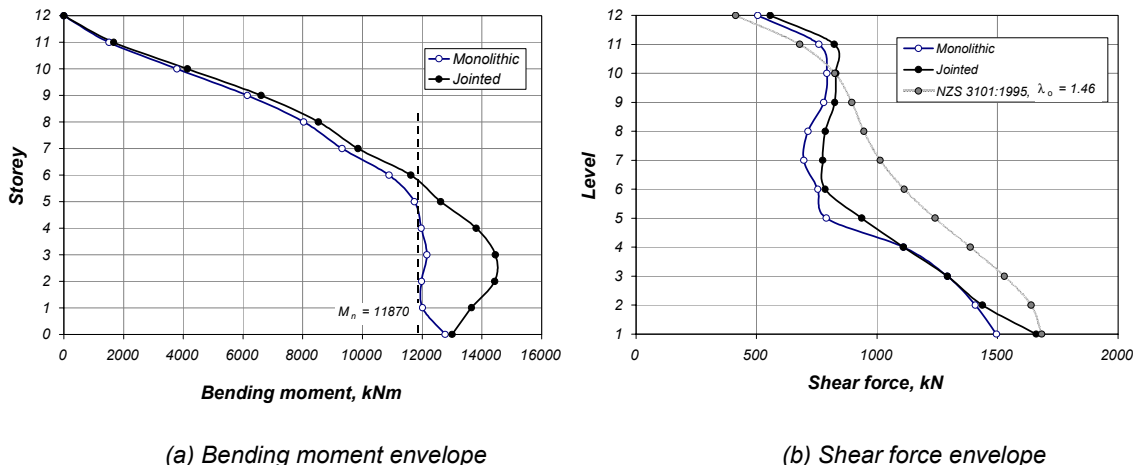 12
11
10
9
8
7
6
5
4
3
2
1
0
Storey
Monolithic
Jointed
M n = 11870
0 2000 4000 6000 8000 10000 12000 14000 16000
Bending moment, kNm
(a) Bending moment envelope
12
11
10
9
8
7
6
5
4
3
2
1
Level
Monolithic
Jointed
NZS 3101:1995, λ o = 1.46
0 500 1000 1500 2000
Shear force, kN
(b) Shear force envelope